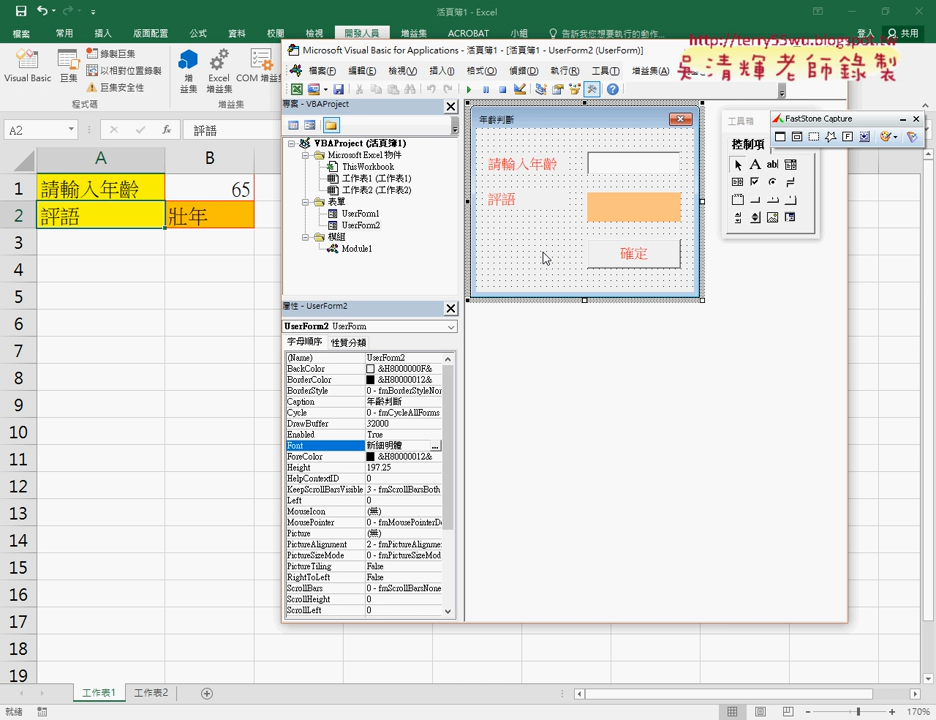 活頁簿1 - Excel
檔案 常用 插入 版面配置 公式 資料 校閱 檢視 開發人員 增益集 ACROBAT 小組 告訴我您想要執行的動作... 登入 共用
Microsoft Visual Basic for Applications - 活頁簿1 - [活頁簿1 - UserForm2 (UserForm)]
http://terry55wu.blogspot.tw
吳清輝老師錄製
檔案(F) 編輯(E) 檢視(V) 插入(I) 格式(O) 偵錯(D) 執行(R) 工具(T) 增益集(A)
Visual Basic 巨集 錄製巨集
以相對位置錄製
巨集安全性
增益集 Excel 增益集 COM 增益集
程式碼 增益集
專案 - VBAProject
A2 fx 評語
A B
1 請輸入年齡 65
2 評語 壯年
3
4
5
6
7
8
9
10
11
12
13
14
15
16
17
18
19
VBAProject (活頁簿1)
Microsoft Excel 物件
ThisWorkbook
工作表1 (工作表1)
工作表2 (工作表2)
表單
UserForm1
UserForm2
模組
Module1
屬性 - UserForm2
UserForm2 UserForm
字母順序 性質分類
(Name) UserForm2
BackColor &H8000000F&
BorderColor &H80000012&
BorderStyle 0 - fmBorderStyleNon
Caption 年齡判斷
Cycle 0 - fmCycleAllForms
DrawBuffer 32000
Enabled True
Font 新細明體 ...
ForeColor &H80000012&
Height 197.25
HelpContextID 0
KeepScrollBarsVisible 3 - fmScrollBarsBoth
Left 0
MouseIcon (無)
MousePointer 0 - fmMousePointerDe
Picture (無)
PictureAlignment 2 - fmPictureAlignme
PictureSizeMode 0 - fmPictureSizeMod
PictureTiling False
RightToLeft False
ScrollBars 0 - fmScrollBarsNone
ScrollHeight 0
ScrollLeft 0
年齡判斷
請輸入年齡
評語
確定
工具箱
控制項
A ab|
FastStone Capture
工作表1 工作表2
就緒 170%